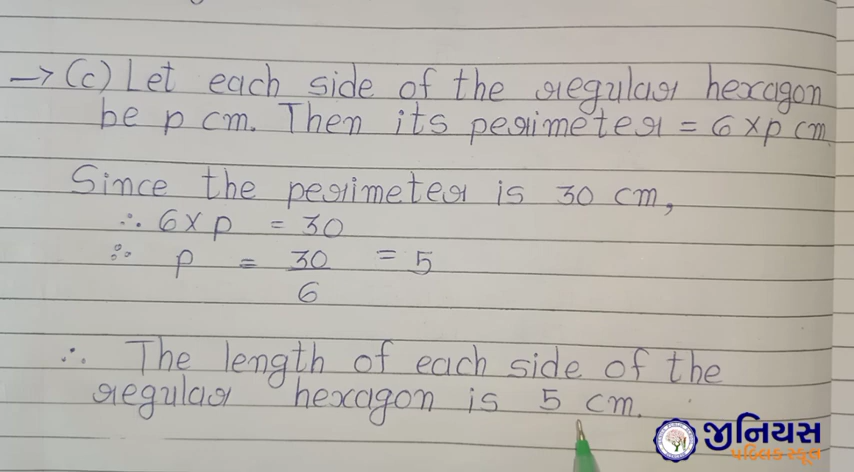 → (c) Let each side of the regular hexagon
be p cm. Then its perimeter = 6 × p cm
Since the perimeter is 30 cm,
∴ 6 × p = 30
∴ p = 30/6 = 5
∴ The length of each side of the
regular hexagon is 5 cm.
જીનિયસ
પબ્લિક સ્કૂલ